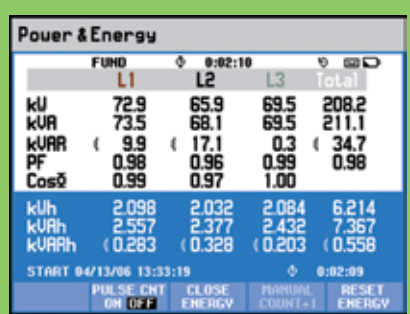 Power & Energy
FUND 0:02:10
L1 L2 L3 Total
kW 72.9 65.9 69.5 208.2
kVA 73.5 68.1 69.5 211.1
kVAR ( 9.9 ( 17.1 0.3 ( 34.7
PF 0.98 0.96 0.99 0.98
CosΦ 0.99 0.97 1.00
kWh 2.098 2.032 2.084 6.214
kVAh 2.557 2.377 2.432 7.367
kVARh ( 0.283 ( 0.328 ( 0.203 ( 0.558
START 04/13/06 13:33:19 0:02:09
PULSE CNT CLOSE MANUAL RESET
ON OFF ENERGY COUNT+1 ENERGY